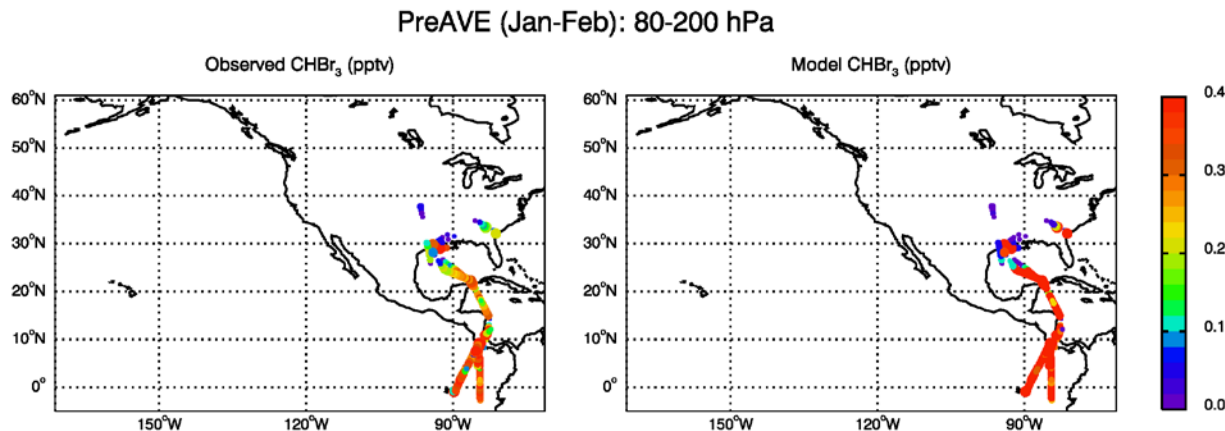 PreAVE (Jan-Feb): 80-200 hPa
Observed CHBr₃ (pptv)
60°N
50°N
40°N
30°N
20°N
10°N
0°
150°W 120°W 90°W
Model CHBr₃ (pptv)
60°N
50°N
40°N
30°N
20°N
10°N
0°
150°W 120°W 90°W
0.4
0.3
0.2
0.1
0.0